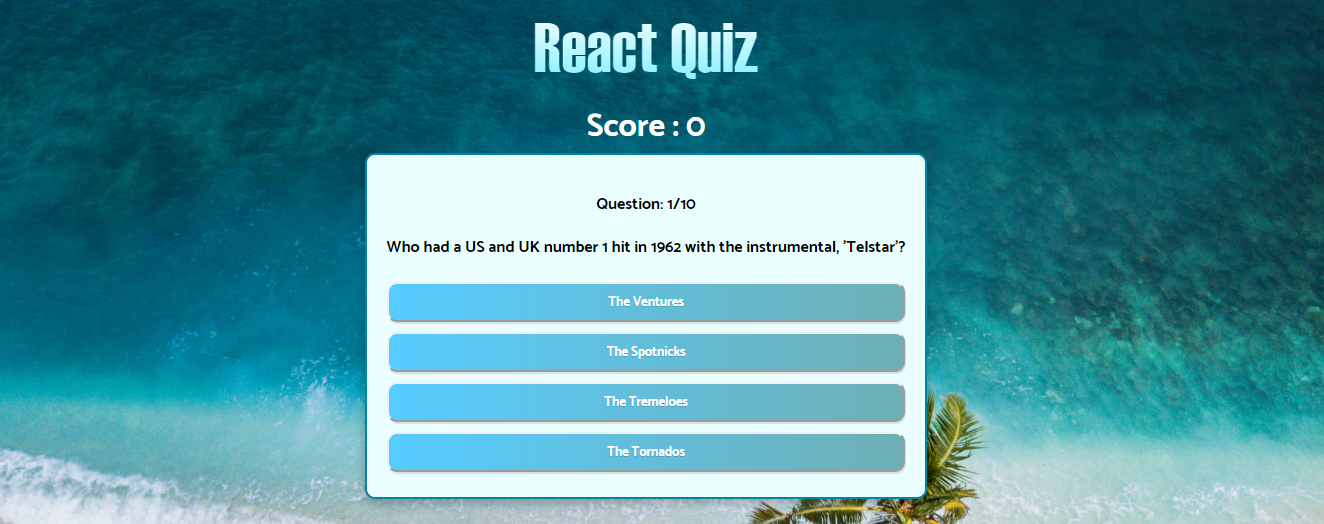 React Quiz
Score : 0
Question: 1/10
Who had a US and UK number 1 hit in 1962 with the instrumental, 'Telstar'?
The Ventures
The Spotnicks
The Tremeloes
The Tornados